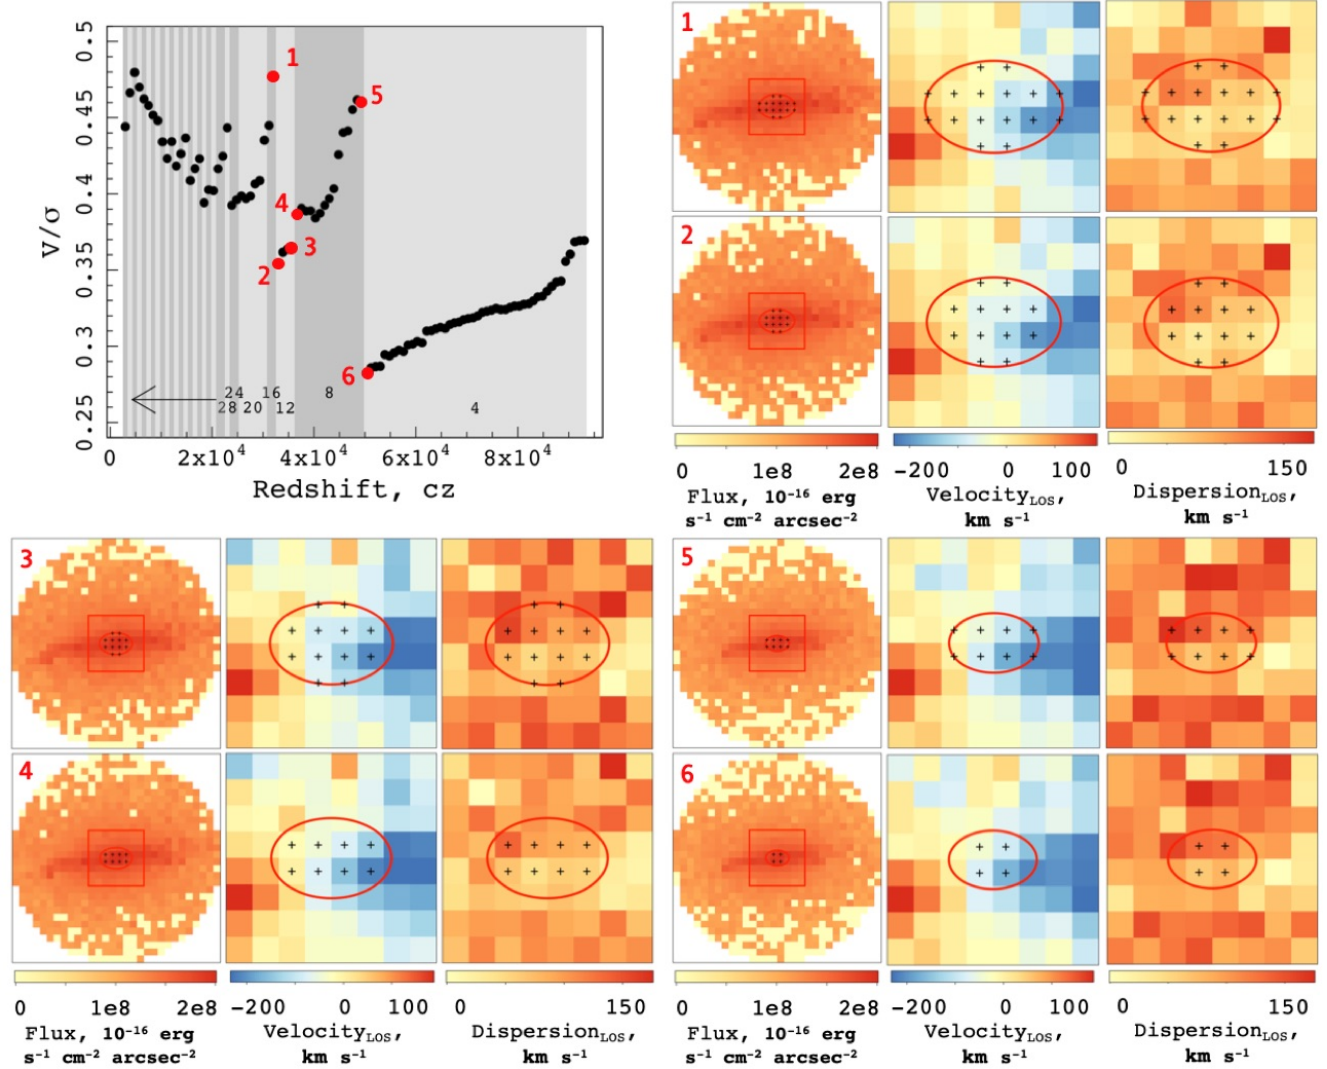 0.5
0.45
0.4
0.35
0.3
0.25
V/σ
1
5
4
3
2
6
24 16 8
28 20 12 4
0 2x10⁴ 4x10⁴ 6x10⁴ 8x10⁴
Redshift, cz
1
2
0 1e8 2e8
Flux, 10⁻¹⁶ erg
s⁻¹ cm⁻² arcsec⁻²
−200 0 100
Velocity_LOS,
km s⁻¹
0 150
Dispersion_LOS,
km s⁻¹
3
4
0 1e8 2e8
Flux, 10⁻¹⁶ erg
s⁻¹ cm⁻² arcsec⁻²
−200 0 100
Velocity_LOS,
km s⁻¹
0 150
Dispersion_LOS,
km s⁻¹
5
6
0 1e8 2e8
Flux, 10⁻¹⁶ erg
s⁻¹ cm⁻² arcsec⁻²
−200 0 100
Velocity_LOS,
km s⁻¹
0 150
Dispersion_LOS,
km s⁻¹